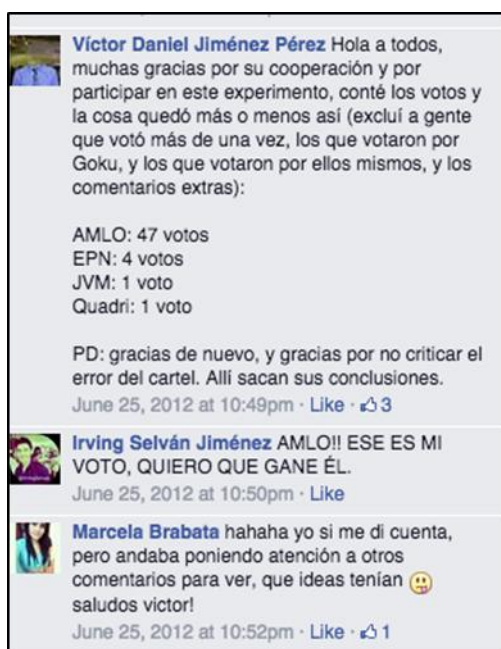 Víctor Daniel Jiménez Pérez Hola a todos,
muchas gracias por su cooperación y por
participar en este experimento, conté los votos y
la cosa quedó más o menos así (excluí a gente
que votó más de una vez, los que votaron por
Goku, y los que votaron por ellos mismos, y los
comentarios extras):
AMLO: 47 votos
EPN: 4 votos
JVM: 1 voto
Quadri: 1 voto
PD: gracias de nuevo, y gracias por no criticar el
error del cartel. Allí sacan sus conclusiones.
June 25, 2012 at 10:49pm · Like · 3
Irving Selván Jiménez AMLO!! ESE ES MI
VOTO, QUIERO QUE GANE ÉL.
June 25, 2012 at 10:50pm · Like
Marcela Brabata hahaha yo si me di cuenta,
pero andaba poniendo atención a otros
comentarios para ver, que ideas tenían
saludos victor!
June 25, 2012 at 10:52pm · Like · 1